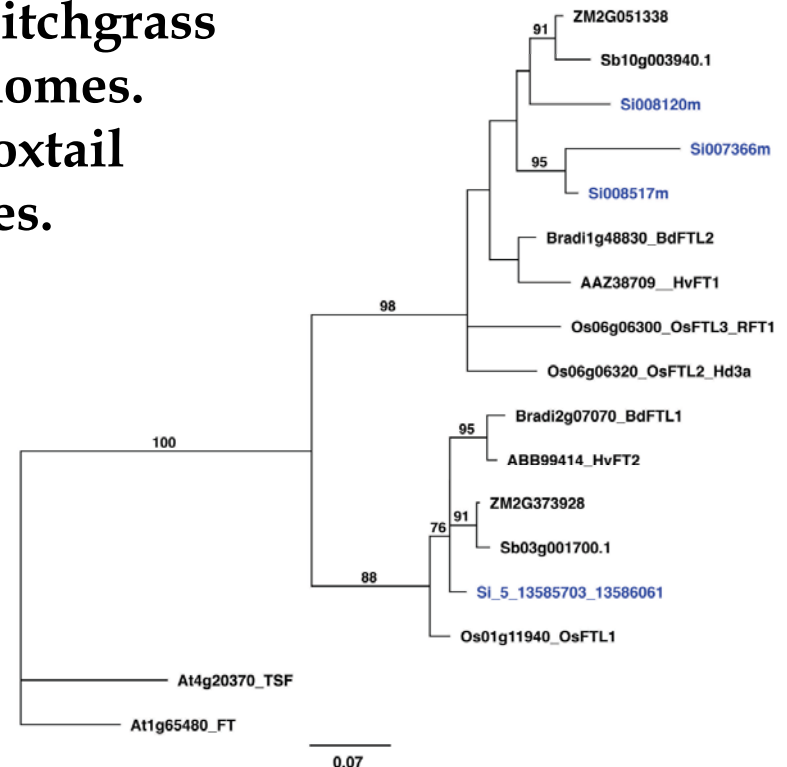 itchgrass
omes.
oxtail
es.
ZM2G051338
91
Sb10g003940.1
Si008120m
Si007366m
95
Si008517m
Bradi1g48830_BdFTL2
AAZ38709__HvFT1
98
Os06g06300_OsFTL3_RFT1
Os06g06320_OsFTL2_Hd3a
Bradi2g07070_BdFTL1
95
100
ABB99414_HvFT2
ZM2G373928
91
76
Sb03g001700.1
88
Si_5_13585703_13586061
Os01g11940_OsFTL1
At4g20370_TSF
At1g65480_FT
0.07